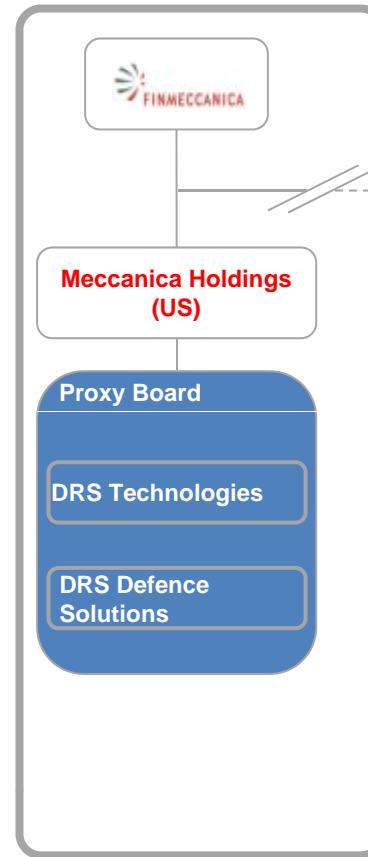 FINMECCANICA
Meccanica Holdings
(US)
Proxy Board
DRS Technologies
DRS Defence
Solutions